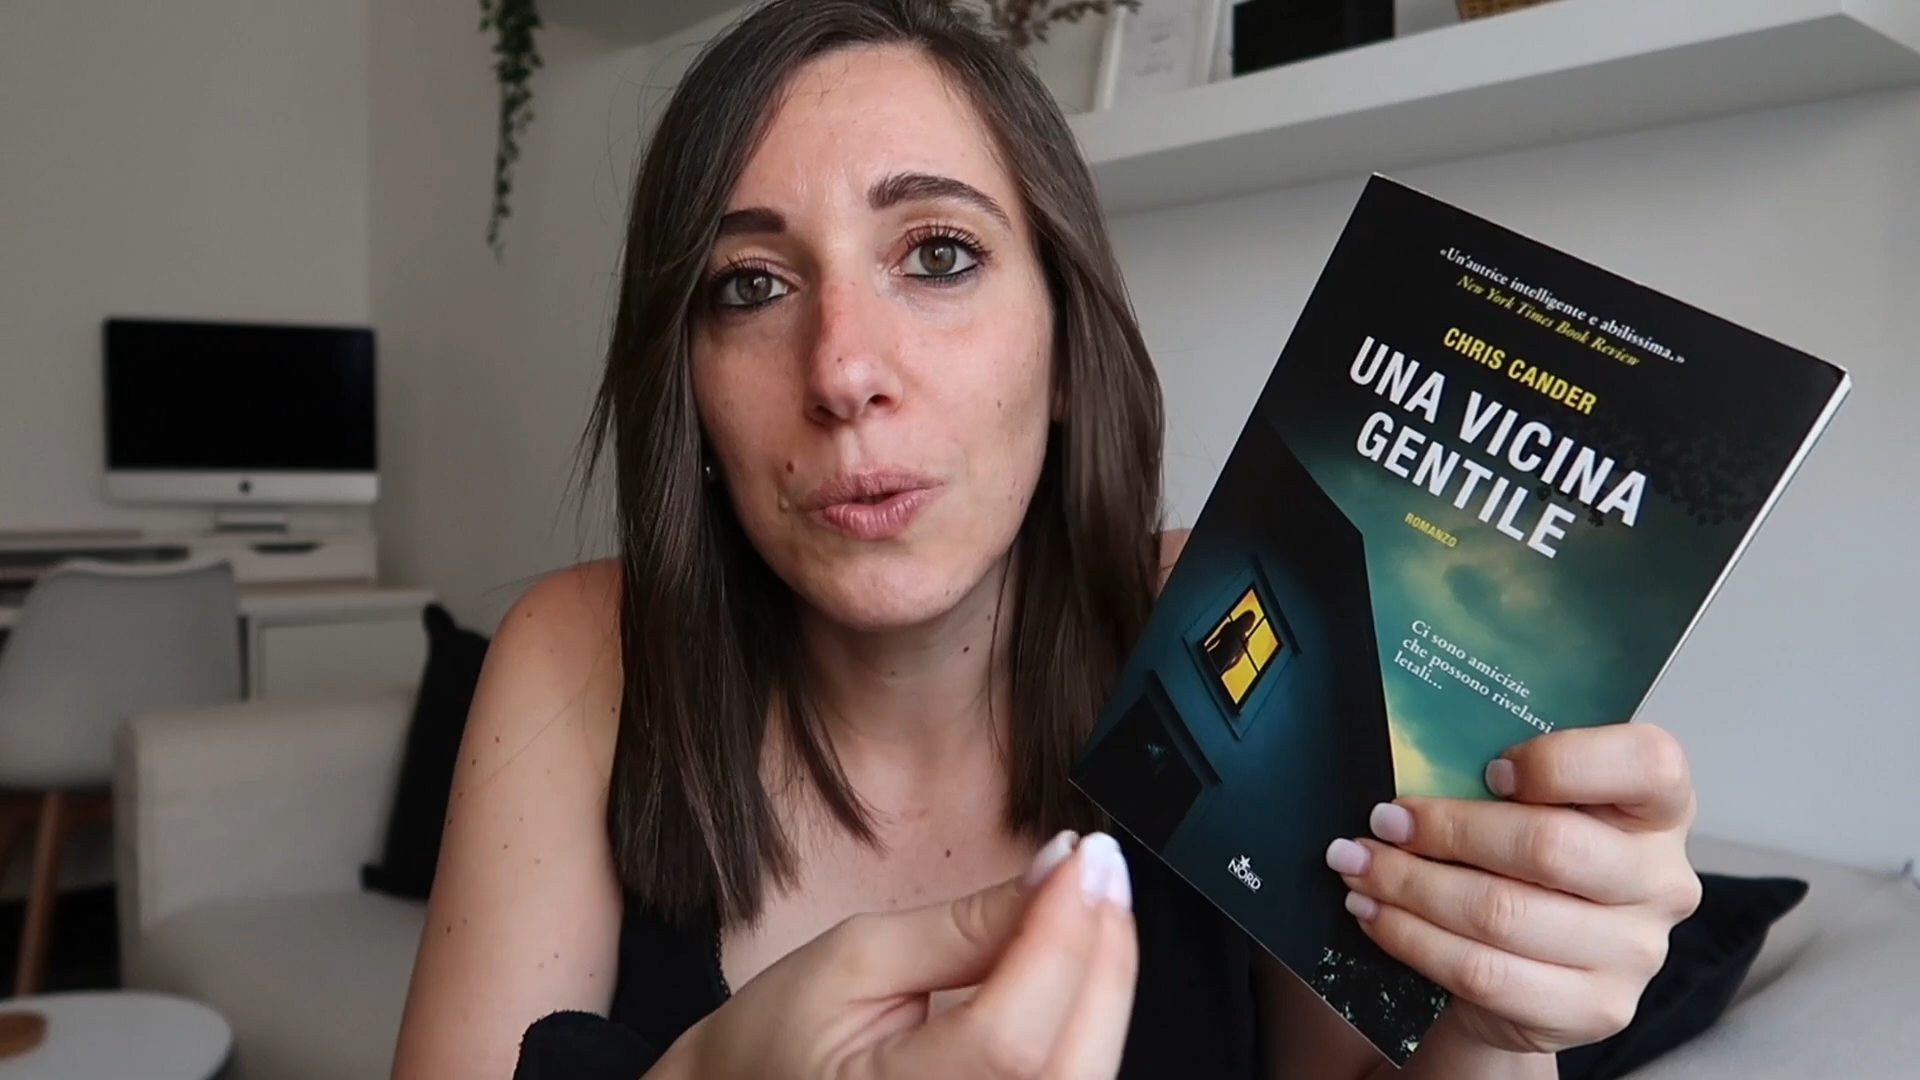 «Un'autrice intelligente e abilissima.»
New York Times Book Review
CHRIS CANDER
UNA VICINA
GENTILE
ROMANZO
Ci sono amicizie
che possono rivelarsi
letali...
NORD